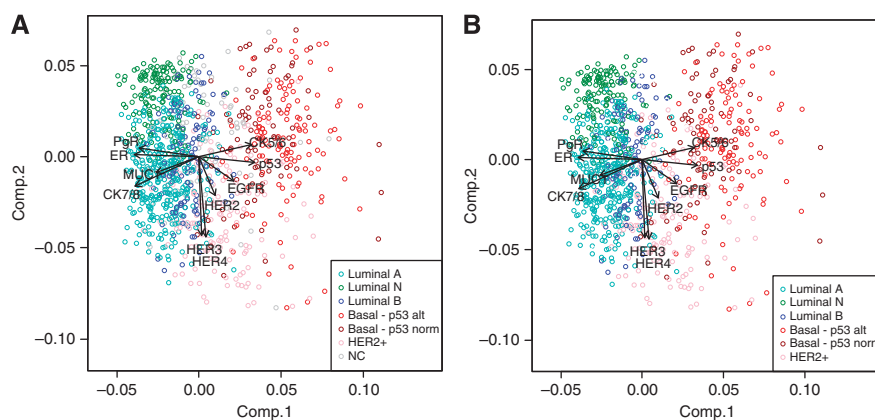 A
B
0.05
0.00
−0.05
−0.10
Comp.2
−0.05
0.00
0.05
0.10
Comp.1
PgR
ER
MUC
CK7/8
CK5/6
p53
EGFR
HER2
HER3
HER4
Luminal A
Luminal N
Luminal B
Basal - p53 alt
Basal - p53 norm
HER2+
NC
0.05
0.00
−0.05
−0.10
Comp.2
−0.05
0.00
0.05
0.10
Comp.1
PgR
ER
MUC
CK7/8
CK5/6
p53
EGFR
HER2
HER3
HER4
Luminal A
Luminal N
Luminal B
Basal - p53 alt
Basal - p53 norm
HER2+